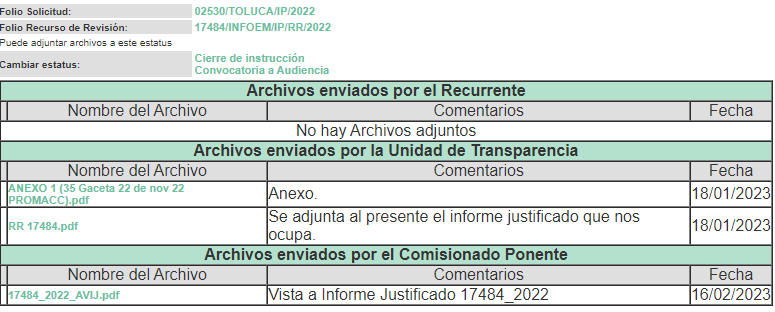 Folio Solicitud: 02530/TOLUCA/IP/2022
Folio Recurso de Revisión: 17484/INFOEM/IP/RR/2022
Puede adjuntar archivos a este estatus
Cambiar estatus: Cierre de instrucción
Convocatoria a Audiencia
Archivos enviados por el Recurrente
Nombre del Archivo Comentarios Fecha
No hay Archivos adjuntos
Archivos enviados por la Unidad de Transparencia
Nombre del Archivo Comentarios Fecha
ANEXO 1 (35 Gaceta 22 de nov 22
PROMACC).pdf Anexo. 18/01/2023
RR 17484.pdf Se adjunta al presente el informe justificado que nos
ocupa. 18/01/2023
Archivos enviados por el Comisionado Ponente
Nombre del Archivo Comentarios Fecha
17484_2022_AVIJ.pdf Vista a Informe Justificado 17484_2022 16/02/2023